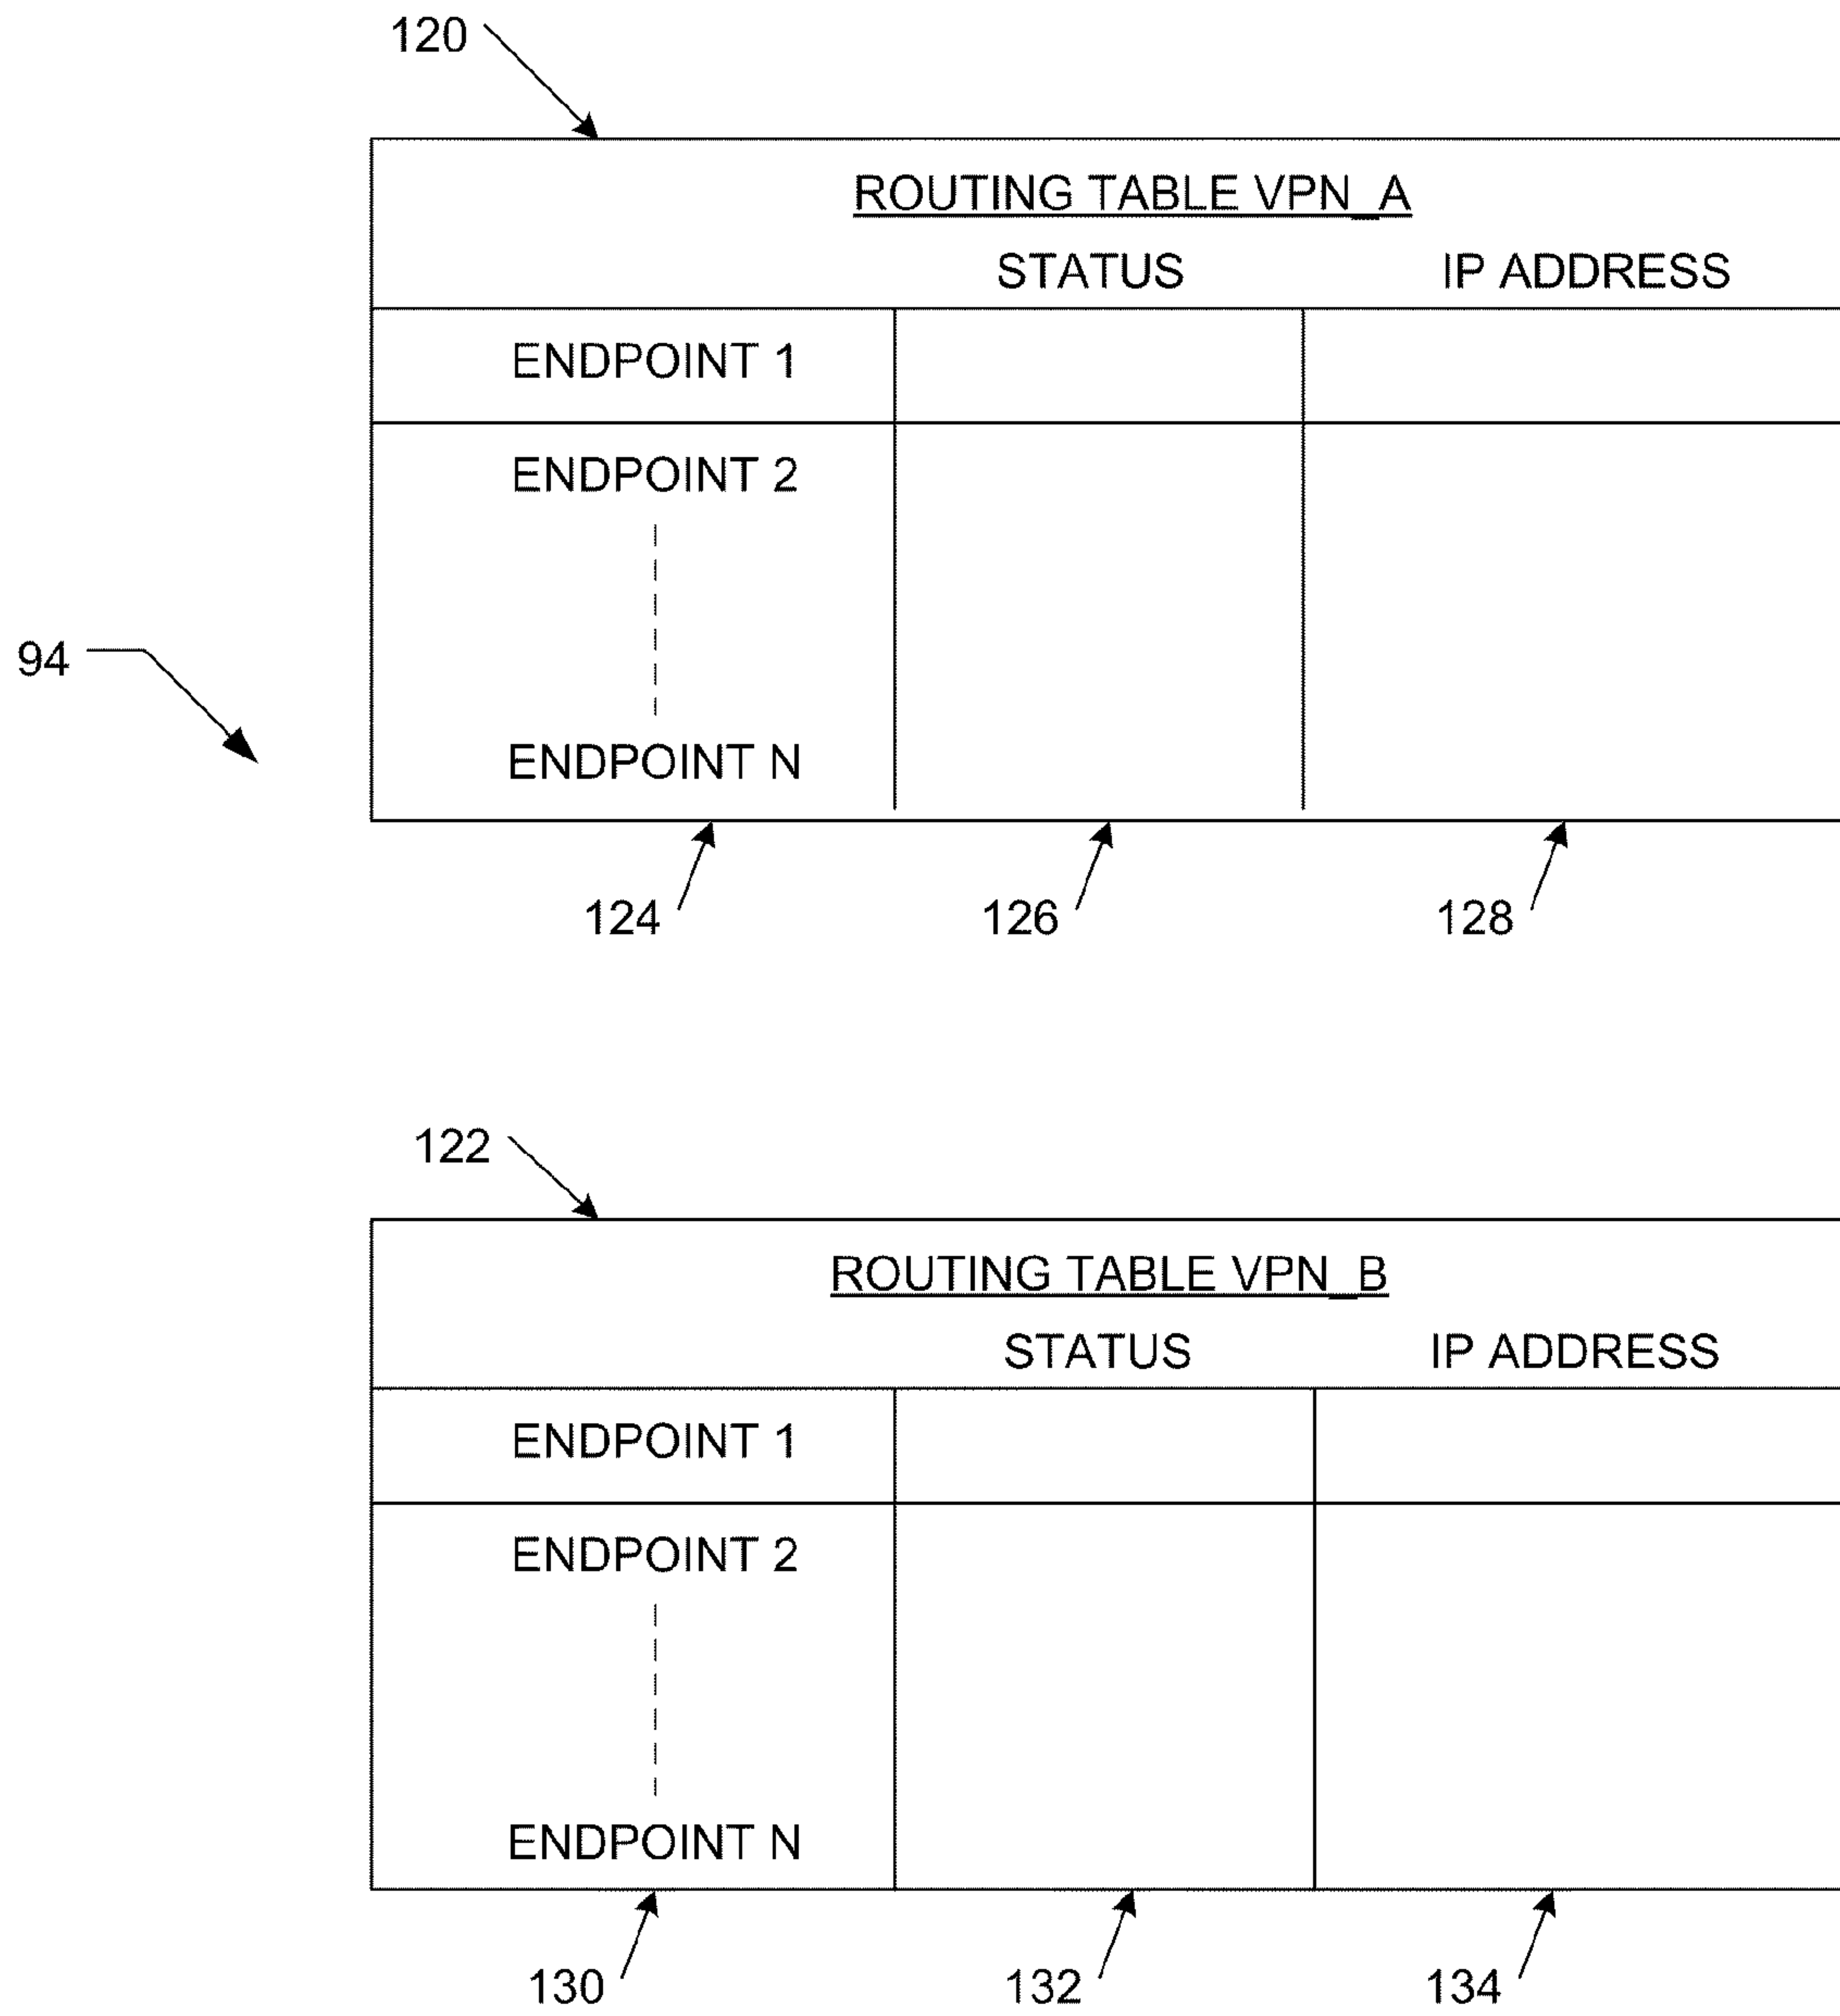 120
ROUTING TABLE VPN_A
STATUS IP ADDRESS
ENDPOINT 1
ENDPOINT 2
94
ENDPOINT N
124 126 128
122
ROUTING TABLE VPN_B
STATUS IP ADDRESS
ENDPOINT 1
ENDPOINT 2
ENDPOINT N
130 132 134